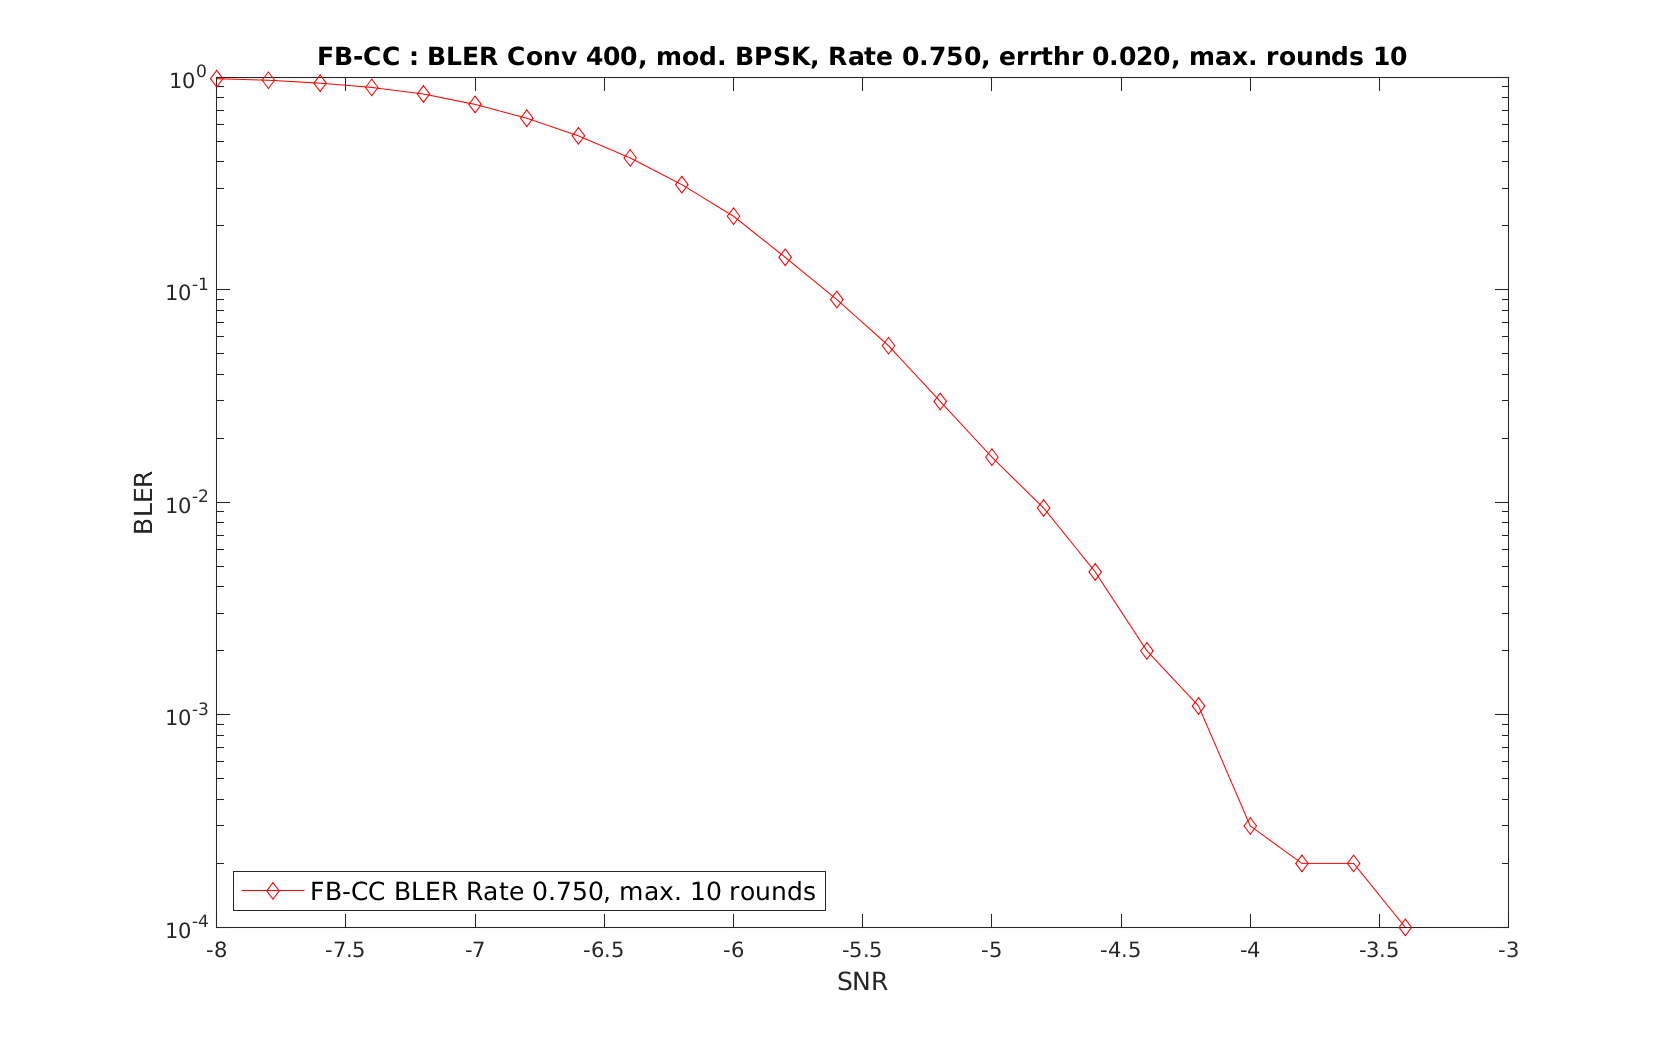 FB-CC : BLER Conv 400, mod. BPSK, Rate 0.750, errthr 0.020, max. rounds 10
10^0
10^-1
10^-2
10^-3
10^-4
BLER
FB-CC BLER Rate 0.750, max. 10 rounds
-8 -7.5 -7 -6.5 -6 -5.5 -5 -4.5 -4 -3.5 -3
SNR